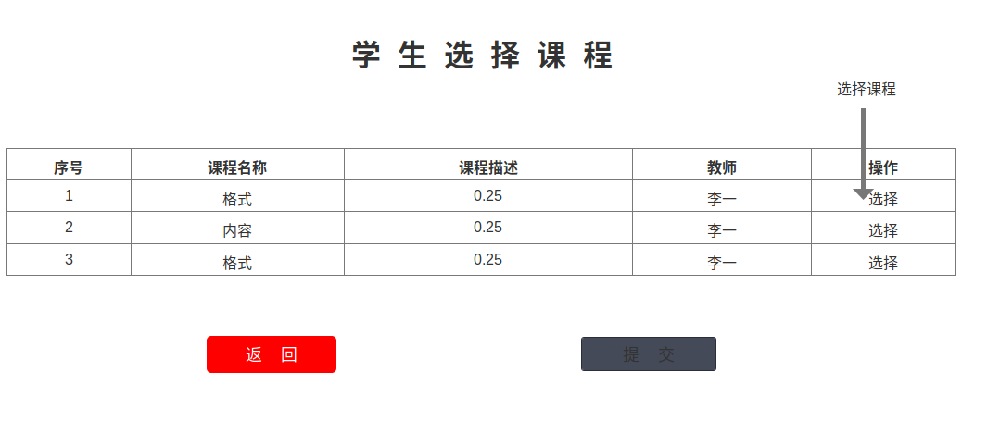 学 生 选 择 课 程
选择课程
序号 课程名称 课程描述 教师 操作
1 格式 0.25 李一 选择
2 内容 0.25 李一 选择
3 格式 0.25 李一 选择
返 回 提 交